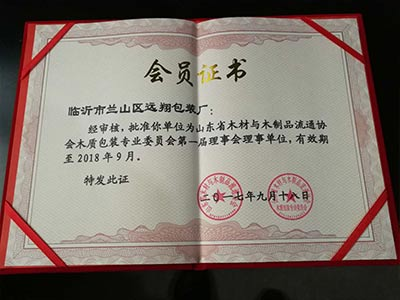 会员证书
临沂市兰山区远翔包装厂：
经审核，批准你单位为山东省木材与木制品流通协
会木质包装专业委员会第一届理事会理事单位，有效期
至2018年9月。
特发此证
二〇一七年九月十八日